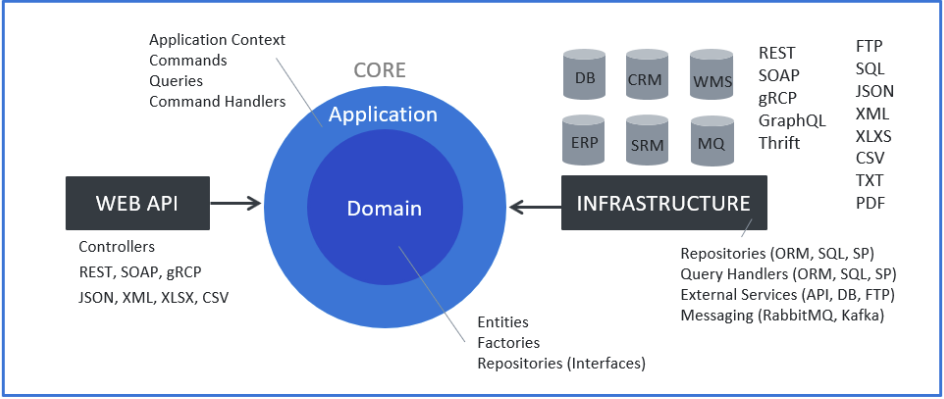 Application Context
Commands
Queries
Command Handlers
CORE
Application
Domain
WEB API
Controllers
REST, SOAP, gRCP
JSON, XML, XLSX, CSV
Entities
Factories
Repositories (Interfaces)
DB
CRM
WMS
ERP
SRM
MQ
REST
SOAP
gRCP
GraphQL
Thrift
FTP
SQL
JSON
XML
XLXS
CSV
TXT
PDF
INFRASTRUCTURE
Repositories (ORM, SQL, SP)
Query Handlers (ORM, SQL, SP)
External Services (API, DB, FTP)
Messaging (RabbitMQ, Kafka)